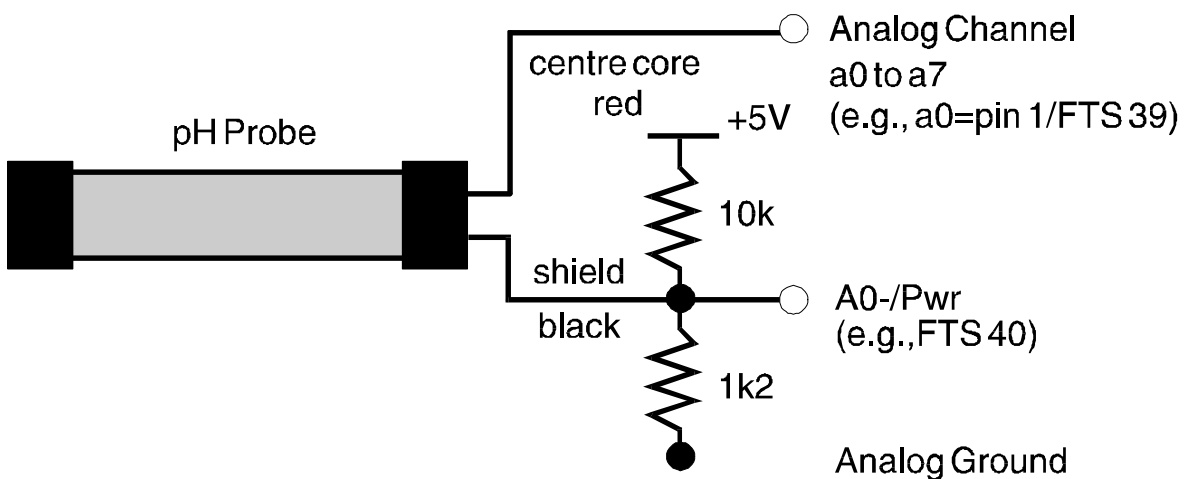 Analog Channel
centre core
a0 to a7
red
+5V
(e.g., a0=pin 1/FTS 39)
pH Probe
10k
shield
A0-/Pwr
black
(e.g.,FTS 40)
1k2
Analog Ground